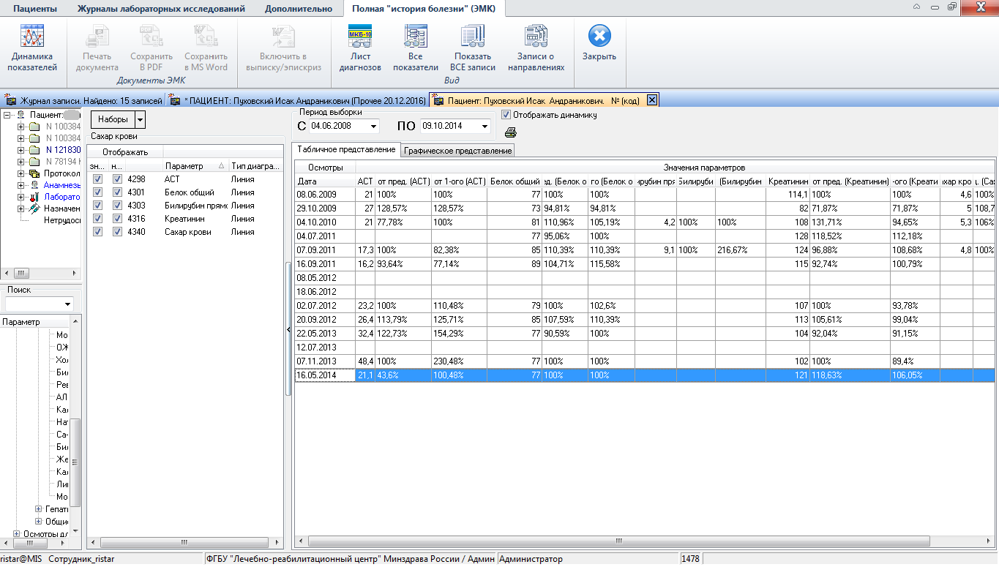 Пациенты Журналы лабораторных исследований Дополнительно Полная "история болезни" (ЭМК)
Динамика показателей
Печать документа
Сохранить В PDF
Сохранить в MS Word
Документы ЭМК
Включить в выписку/эпискриз
МКБ-10
Лист диагнозов
Все показатели
Показать ВСЕ записи
Записи о направлениях
Вид
Закрыть
Журнал записи. Найдено: 15 записей * ПАЦИЕНТ: Пуховский Исак Андраникович (Прочее 20.12.2016) Пациент: Пуховский Исак Андраникович. № (код)
Пациент:
N 100384
N 100384
N 121830
N 78194
Протокол
Анамнезь
Лаборато
Назначен
Нетрудос
Поиск
Параметр
Мо
ОЖ
Хол
Бил
Рев
АЛ
Кал
Нат
Са-
Бил
Же
Кал
Ли
Мо
Гепат
Общи
Осмотры дл
Наборы
Сахар крови
Отображать
зн... н... Параметр Тип диагра...
4298 АСТ Линия
4301 Белок общий Линия
4303 Билирубин прямо Линия
4316 Креатинин Линия
4340 Сахар крови Линия
Период выборки
С 04.06.2008 ПО 09.10.2014
Отображать динамику
Табличное представление Графическое представление
Осмотры Значения параметров
Дата АСТ от пред. (АСТ) от 1-ого (АСТ) Белок общий ед. (Белок о го (Белок о ирубин пря Билируби (Билирубин Креатинин от пред. (Креатинин) -ого (Креати хар кро д. (Сах
08.06.2009 21 100% 100% 77 100% 100% 114,1 100% 100% 4,6 100%
29.10.2009 27 128,57% 128,57% 73 94,81% 94,81% 82 71,87% 71,87% 5 108,7
04.10.2010 21 77,78% 100% 81 110,96% 105,19% 4,2 100% 100% 108 131,71% 94,65% 5,3 106%
04.07.2011 77 95,06% 100% 128 118,52% 112,18%
07.09.2011 17,3 100% 82,38% 85 110,39% 110,39% 9,1 100% 216,67% 124 96,88% 108,68% 4,8 100%
16.09.2011 16,2 93,64% 77,14% 89 104,71% 115,58% 115 92,74% 100,79%
08.05.2012
18.06.2012
02.07.2012 23,2 100% 110,48% 79 100% 102,6% 107 100% 93,78%
20.09.2012 26,4 113,79% 125,71% 85 107,59% 110,39% 113 105,61% 99,04%
22.05.2013 32,4 122,73% 154,29% 77 90,59% 100% 104 92,04% 91,15%
12.07.2013
07.11.2013 48,4 100% 230,48% 77 100% 100% 102 100% 89,4%
16.05.2014 21,1 43,6% 100,48% 77 100% 100% 121 118,63% 106,05%
ristar@MIS Сотрудник_ristar ФГБУ "Лечебно-реабилитационный центр" Минздрава России / Админ Администратор 1478